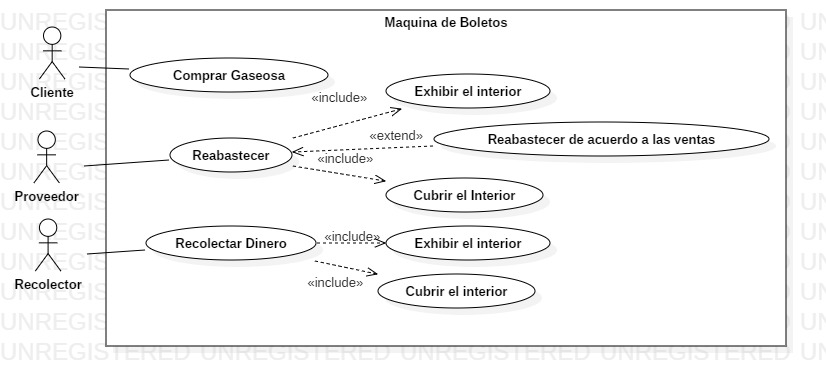 Maquina de Boletos
Cliente
Comprar Gaseosa
«include»
Exhibir el interior
«extend»
Reabastecer de acuerdo a las ventas
Proveedor
Reabastecer
«include»
Cubrir el Interior
Recolector
Recolectar Dinero
«include»
Exhibir el interior
«include»
Cubrir el interior
UNREGISTERED UNREGISTERED UNREGISTERED UNREGISTERED UN